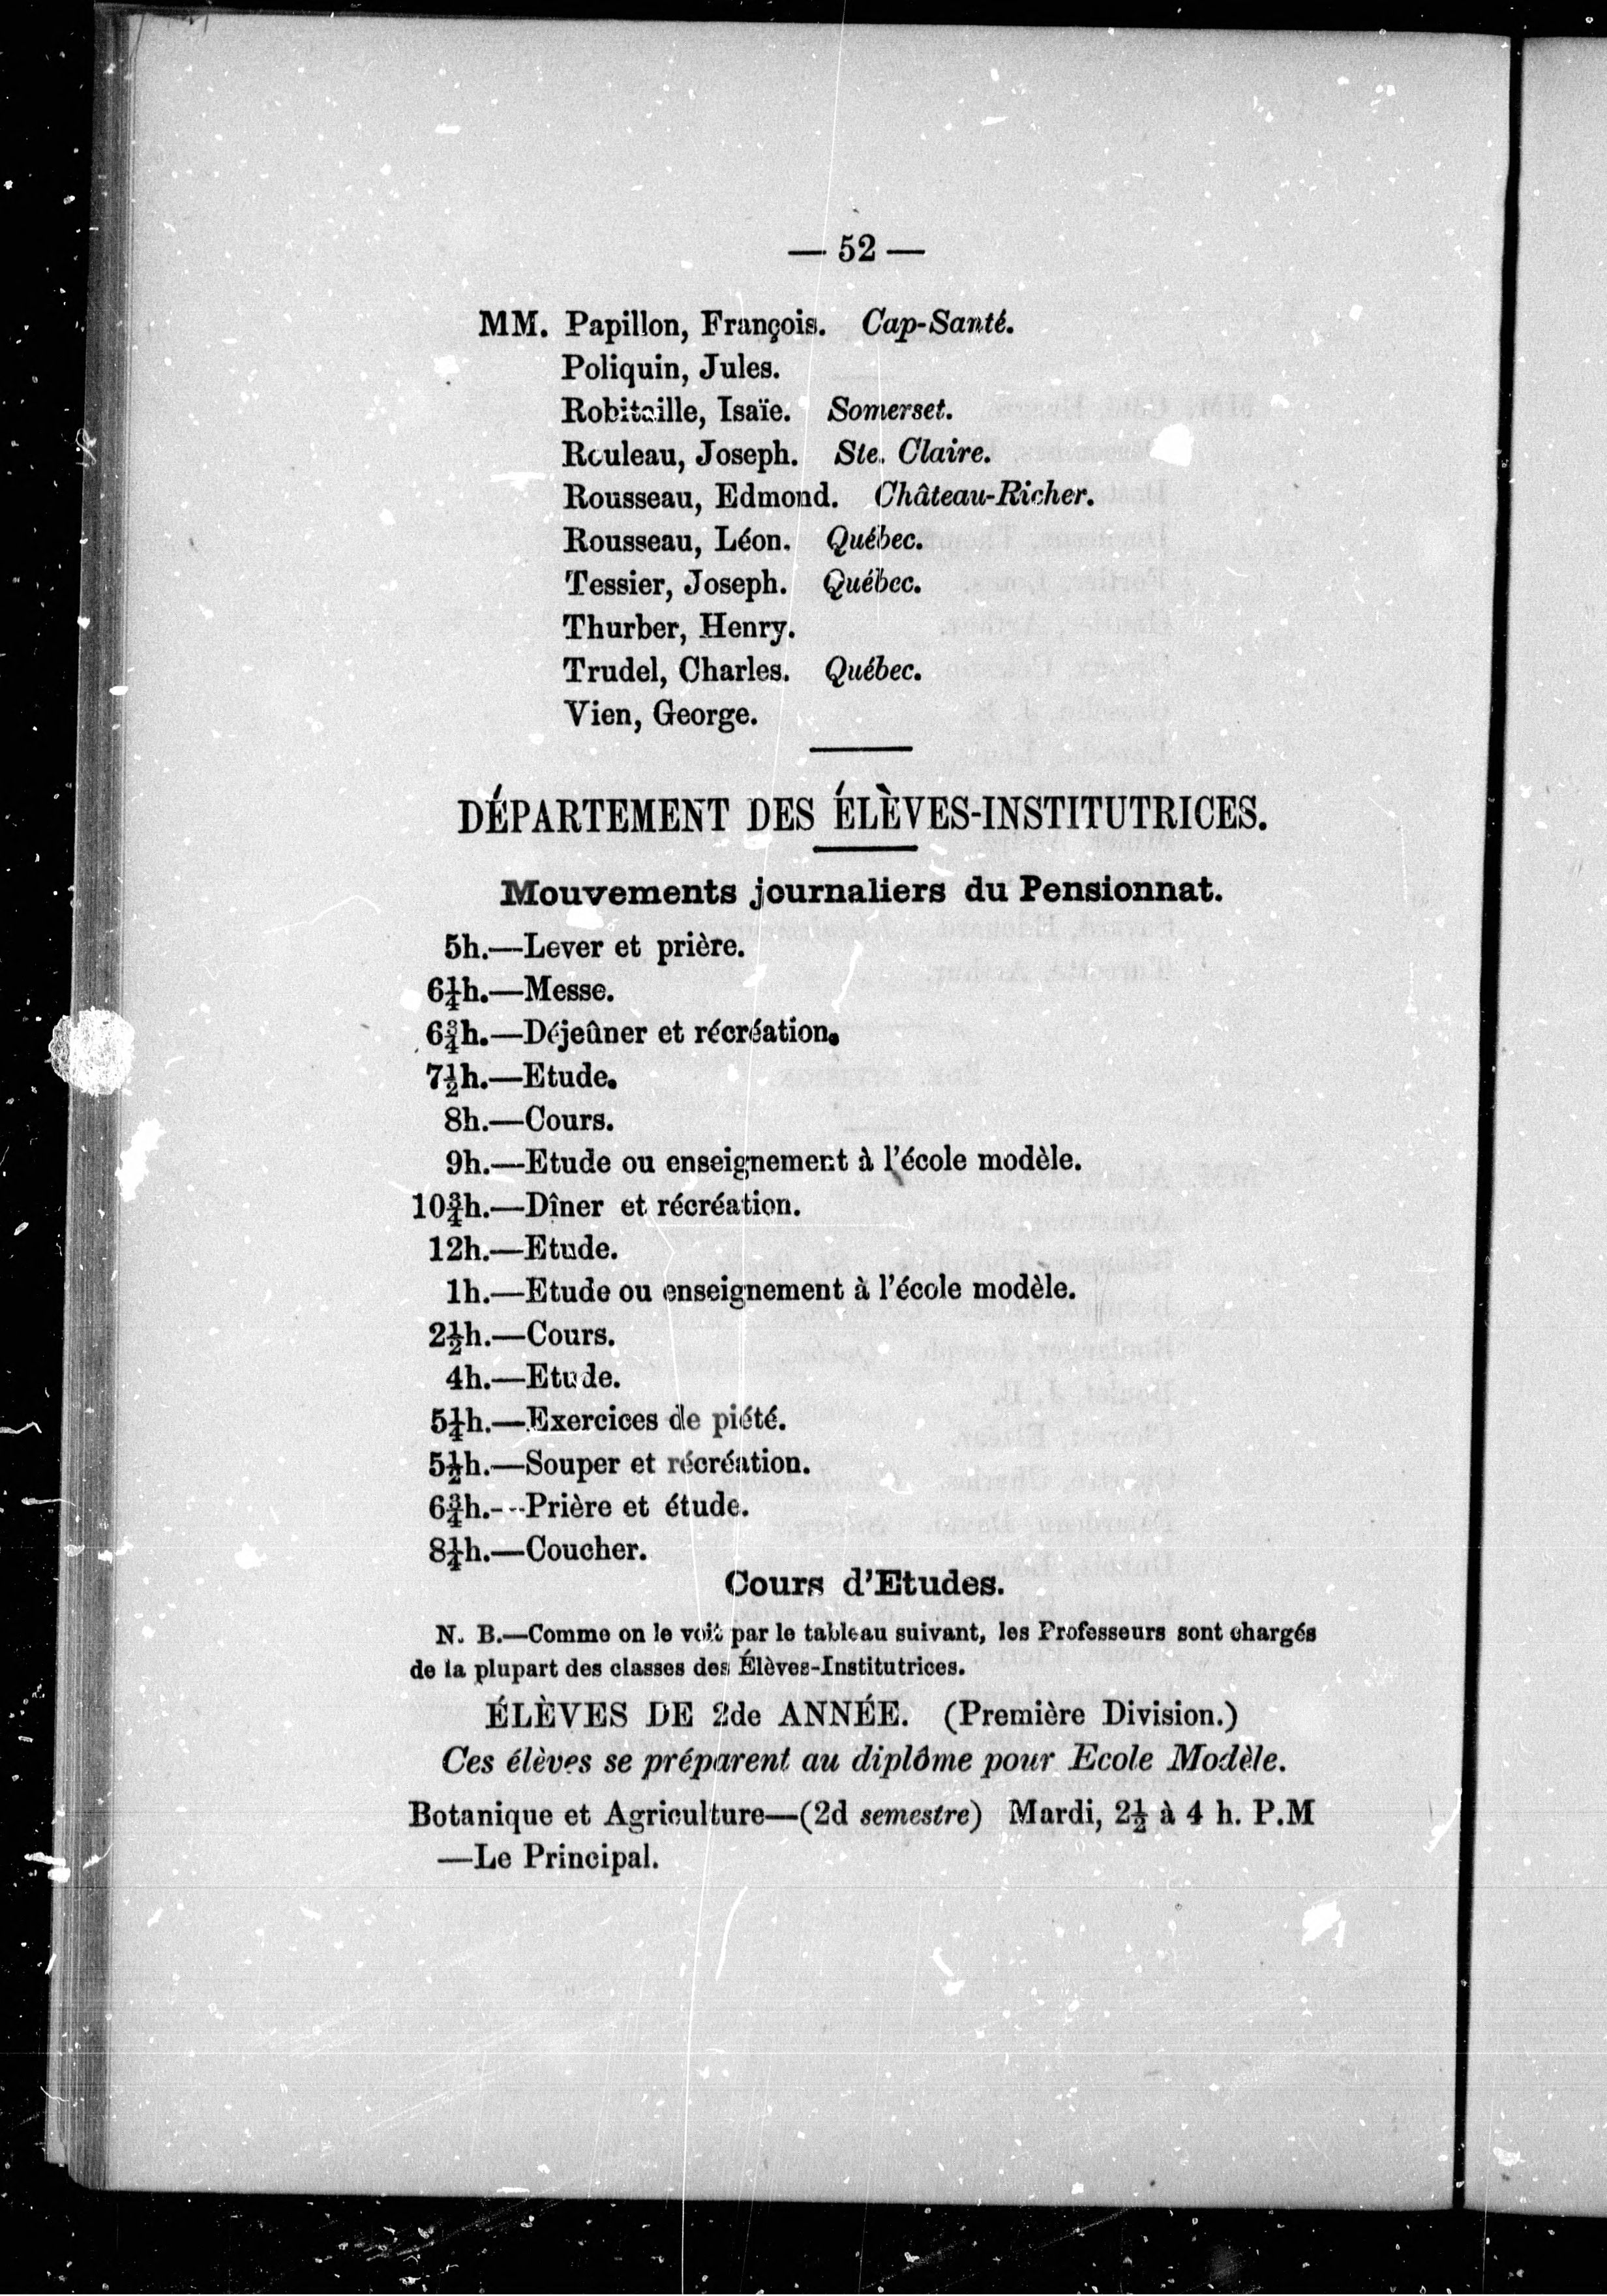 — 52 —
MM. Papillon, François. Cap-Santé.
Poliquin, Jules.
Robitaille, Isaïe. Somerset.
Rouleau, Joseph. Ste. Claire.
Rousseau, Edmond. Château-Richer.
Rousseau, Léon. Québec.
Tessier, Joseph. Québec.
Thurber, Henry.
Trudel, Charles. Québec.
Vien, George.
DÉPARTEMENT DES ÉLÈVES-INSTITUTRICES.
Mouvements journaliers du Pensionnat.
5h.—Lever et prière.
6¼h.—Messe.
6¾h.—Déjeûner et récréation.
7½h.—Etude.
8h.—Cours.
9h.—Etude ou enseignement à l'école modèle.
10¾h.—Dîner et récréation.
12h.—Etude.
1h.—Etude ou enseignement à l'école modèle.
2½h.—Cours.
4h.—Etude.
5¼h.—Exercices de piété.
5½h.—Souper et récréation.
6¾h.—Prière et étude.
8¼h.—Coucher.
Cours d'Etudes.
N. B.—Comme on le voit par le tableau suivant, les Professeurs sont chargés
de la plupart des classes des Élèves-Institutrices.
ÉLÈVES DE 2de ANNÉE. (Première Division.)
Ces élèves se préparent au diplôme pour Ecole Modèle.
Botanique et Agriculture—(2d semestre) Mardi, 2½ à 4 h. P.M
—Le Principal.